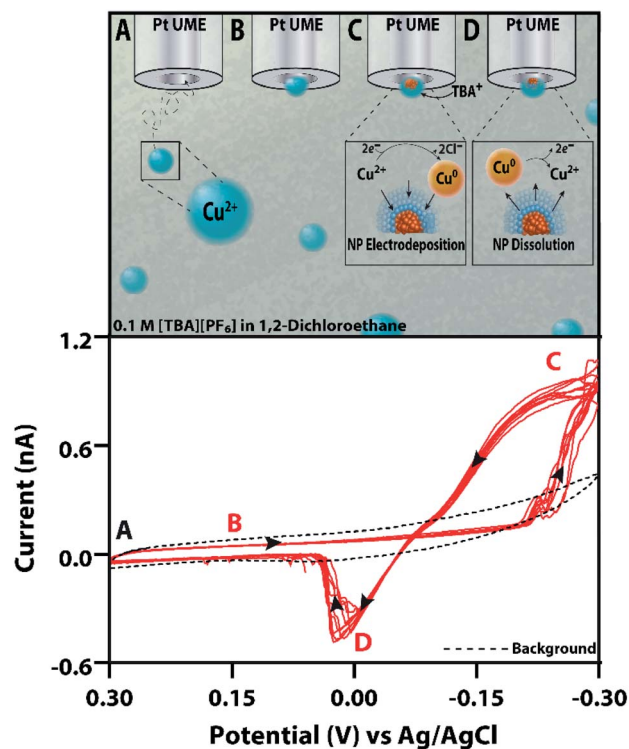 A Pt UME B Pt UME C Pt UME D Pt UME
TBA⁺
2e⁻ 2Cl⁻
Cu²⁺ Cu⁰
NP Electrodeposition
2e⁻
Cu⁰ Cu²⁺
NP Dissolution
Cu²⁺
0.1 M [TBA][PF₆] in 1,2-Dichloroethane
1.2
0.6
0.0
-0.6
Current (nA)
A
B
C
D
Background
0.30 0.15 0.00 -0.15 -0.30
Potential (V) vs Ag/AgCl